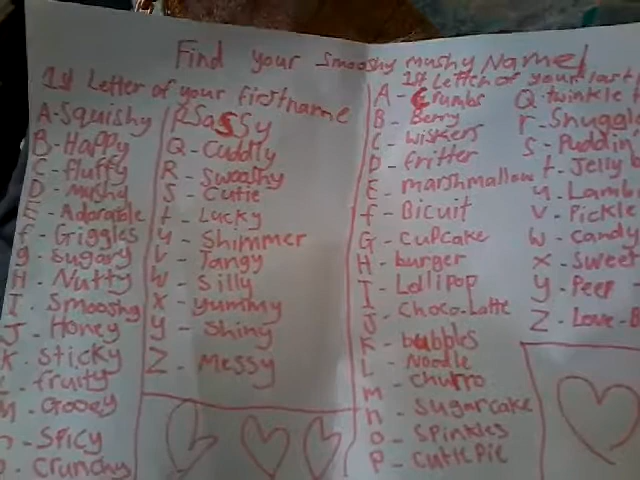 Find your Smooshy mushy Name!
1st Letter of your firstname
A-Squishy
B-Happy
C-fluffy
D-Mushy
E-Adorable
f-Griggles
g-sugary
H-Nutty
I-Smooshy
J-Honey
K-Sticky
L-fruity
M-Gooey
n-Spicy
o-Crunchy
P-Sassy
Q-Cuddly
R-Swooshy
S-Cutie
t-Lucky
u-Shimmer
v-Tangy
W-Silly
X-yummy
y-Shiny
Z-Messy
1st Letter of your last
A-Crumbs
B-Berry
C-wiskers
D-fritter
E-marshmallow
f-Bicuit
G-Cupcake
H-burger
I-Lollipop
J-Choco-latte
K-bubbles
L-Noodle
m-churro
n-Sugarcake
o-Spinkles
P-Cutie Pie
Q-twinkle
r-Snuggle
S-Puddin
t-Jelly
u-Lamb
v-Pickle
W-Candy
X-Sweet
y-Peep
Z-Love-B